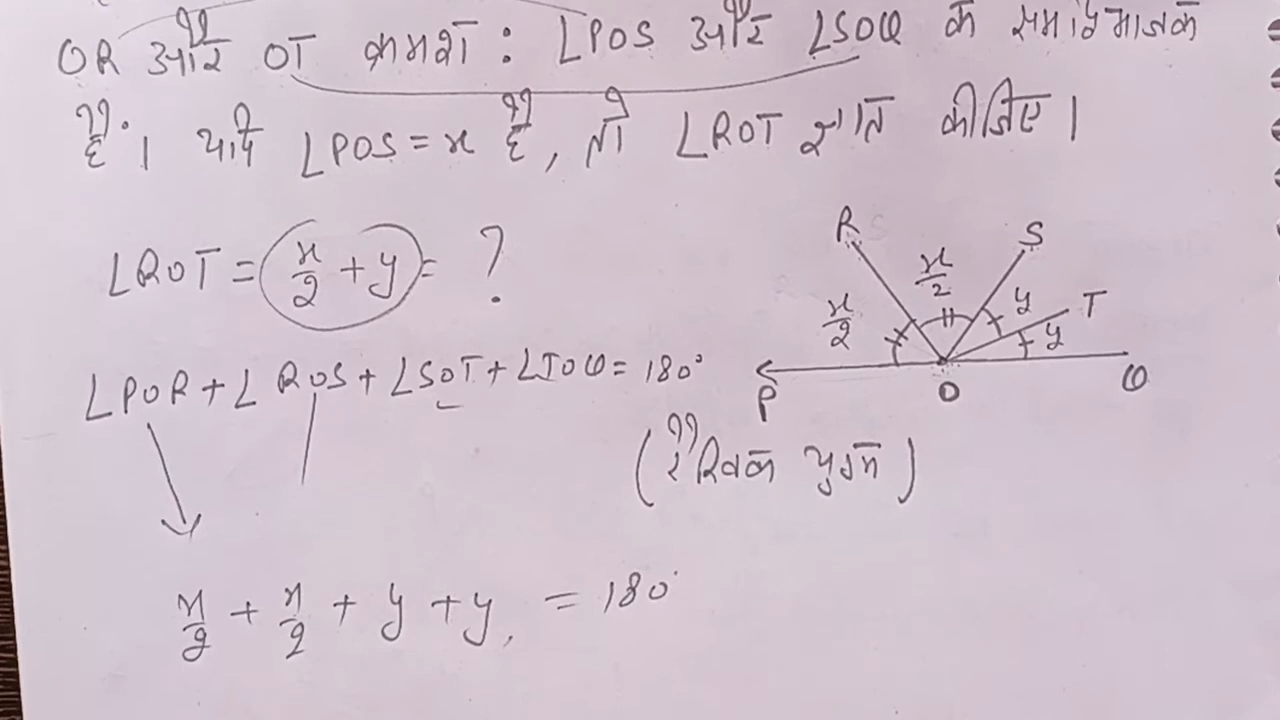 OR और OT क्रमशः : ∠POS और ∠SOQ के समद्विभाजक
हैं। यदि ∠POS = x है, तो ∠ROT ज्ञात कीजिए।
∠ROT = x/2 + y = ?
R
S
x/2
x/2
y
T
y
P
O
Q
∠POR + ∠ROS + ∠SOT + ∠TOQ = 180°
(रैखिक युग्म)
x/2 + x/2 + y + y, = 180°